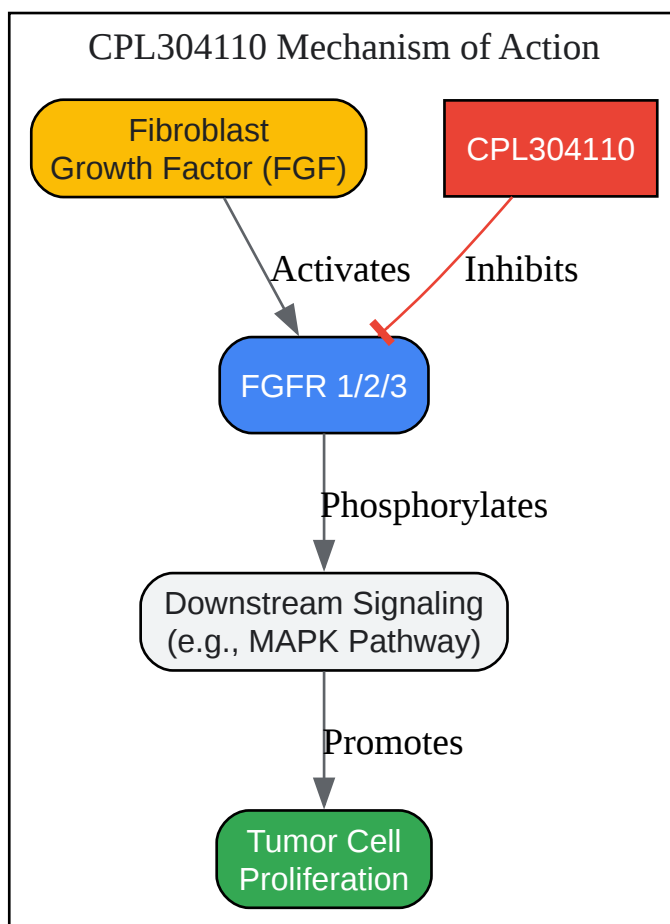 CPL304110 Mechanism of Action
Fibroblast
Growth Factor (FGF)
CPL304110
Activates
Inhibits
FGFR 1/2/3
Phosphorylates
Downstream Signaling
(e.g., MAPK Pathway)
Promotes
Tumor Cell
Proliferation